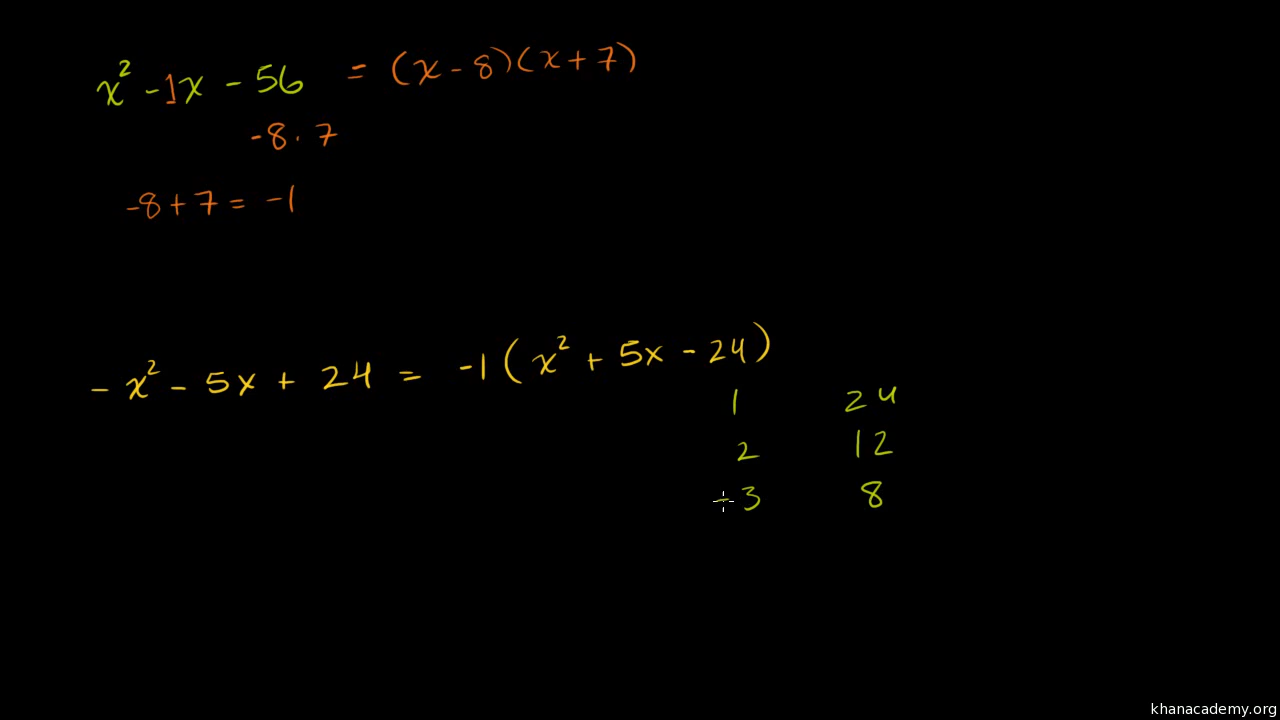 x² - 1x - 56 = (x - 8)(x + 7)
-8 · 7
-8 + 7 = -1
- x² - 5x + 24 = -1 ( x² + 5x - 24 )
1 24
2 12
-3 8
khanacademy.org